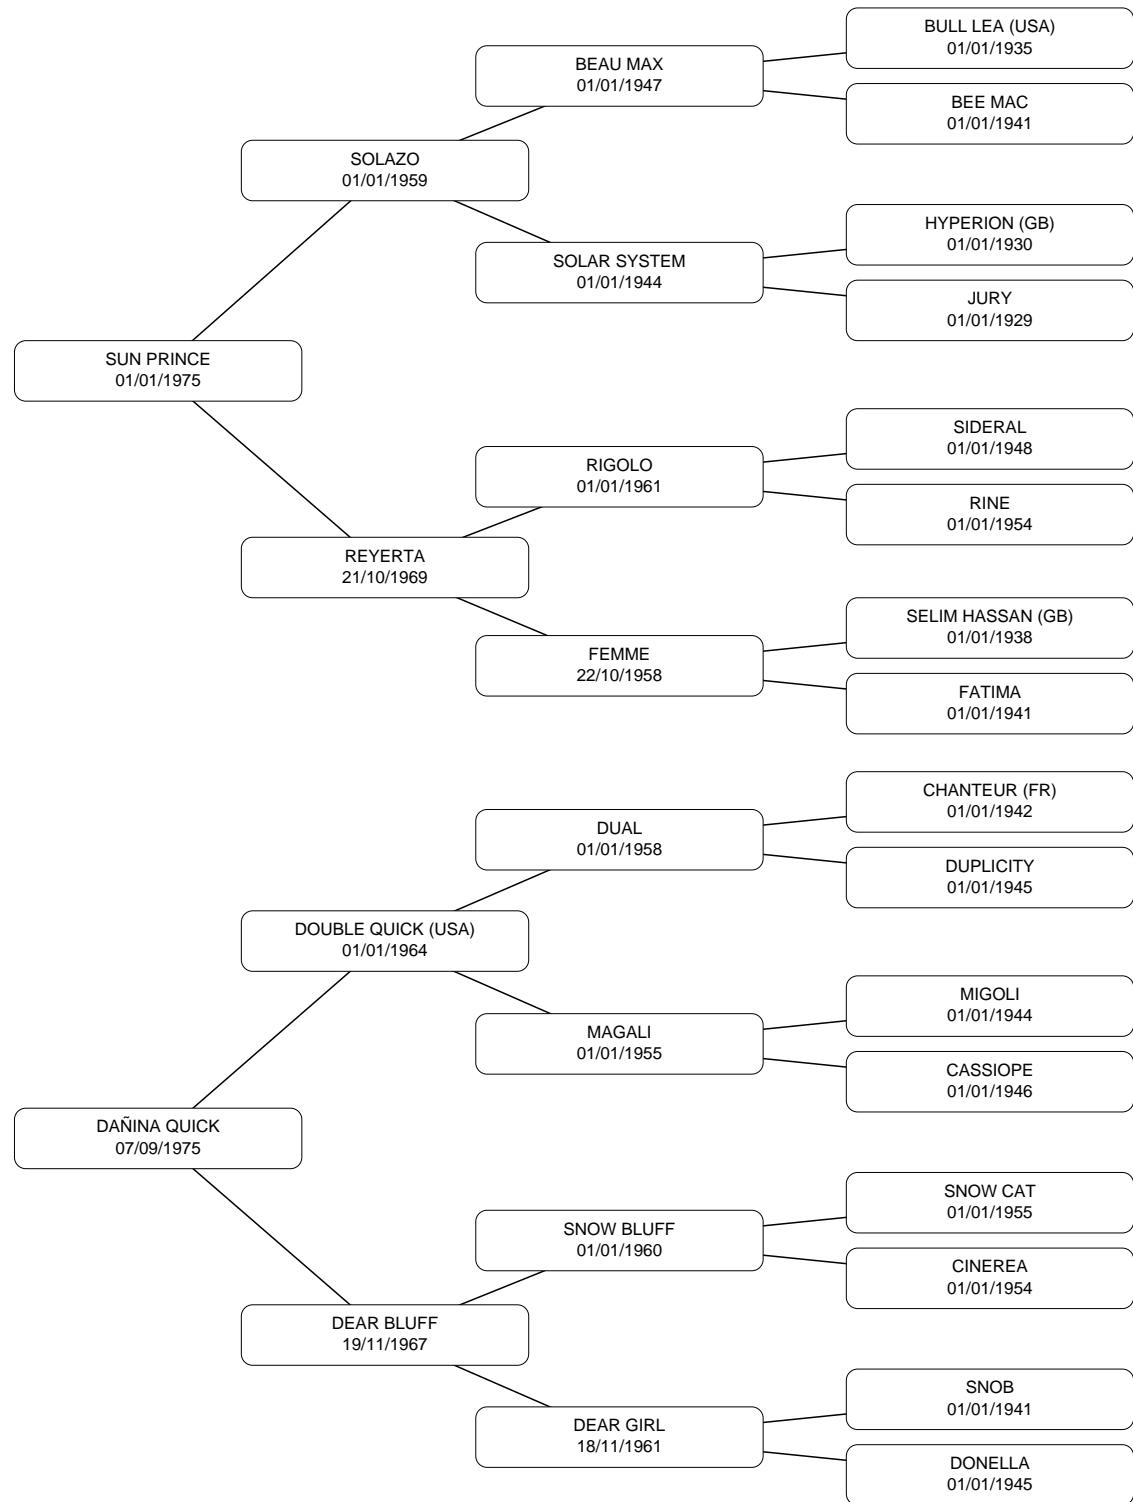 BULL LEA (USA)
01/01/1935
BEAU MAX
01/01/1947
BEE MAC
01/01/1941
SOLAZO
01/01/1959
HYPERION (GB)
01/01/1930
SOLAR SYSTEM
01/01/1944
JURY
01/01/1929
SUN PRINCE
01/01/1975
SIDERAL
01/01/1948
RIGOLO
01/01/1961
RINE
01/01/1954
REYERTA
21/10/1969
SELIM HASSAN (GB)
01/01/1938
FEMME
22/10/1958
FATIMA
01/01/1941
CHANTEUR (FR)
01/01/1942
DUAL
01/01/1958
DUPLICITY
01/01/1945
DOUBLE QUICK (USA)
01/01/1964
MIGOLI
01/01/1944
MAGALI
01/01/1955
CASSIOPE
01/01/1946
DAÑINA QUICK
07/09/1975
SNOW CAT
01/01/1955
SNOW BLUFF
01/01/1960
CINEREA
01/01/1954
DEAR BLUFF
19/11/1967
SNOB
01/01/1941
DEAR GIRL
18/11/1961
DONELLA
01/01/1945